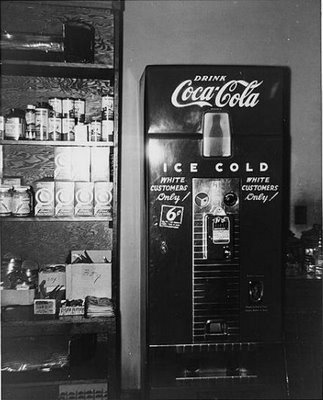 DRINK
Coca-Cola
ICE COLD
WHITE CUSTOMERS Only!
WHITE CUSTOMERS Only!
6¢